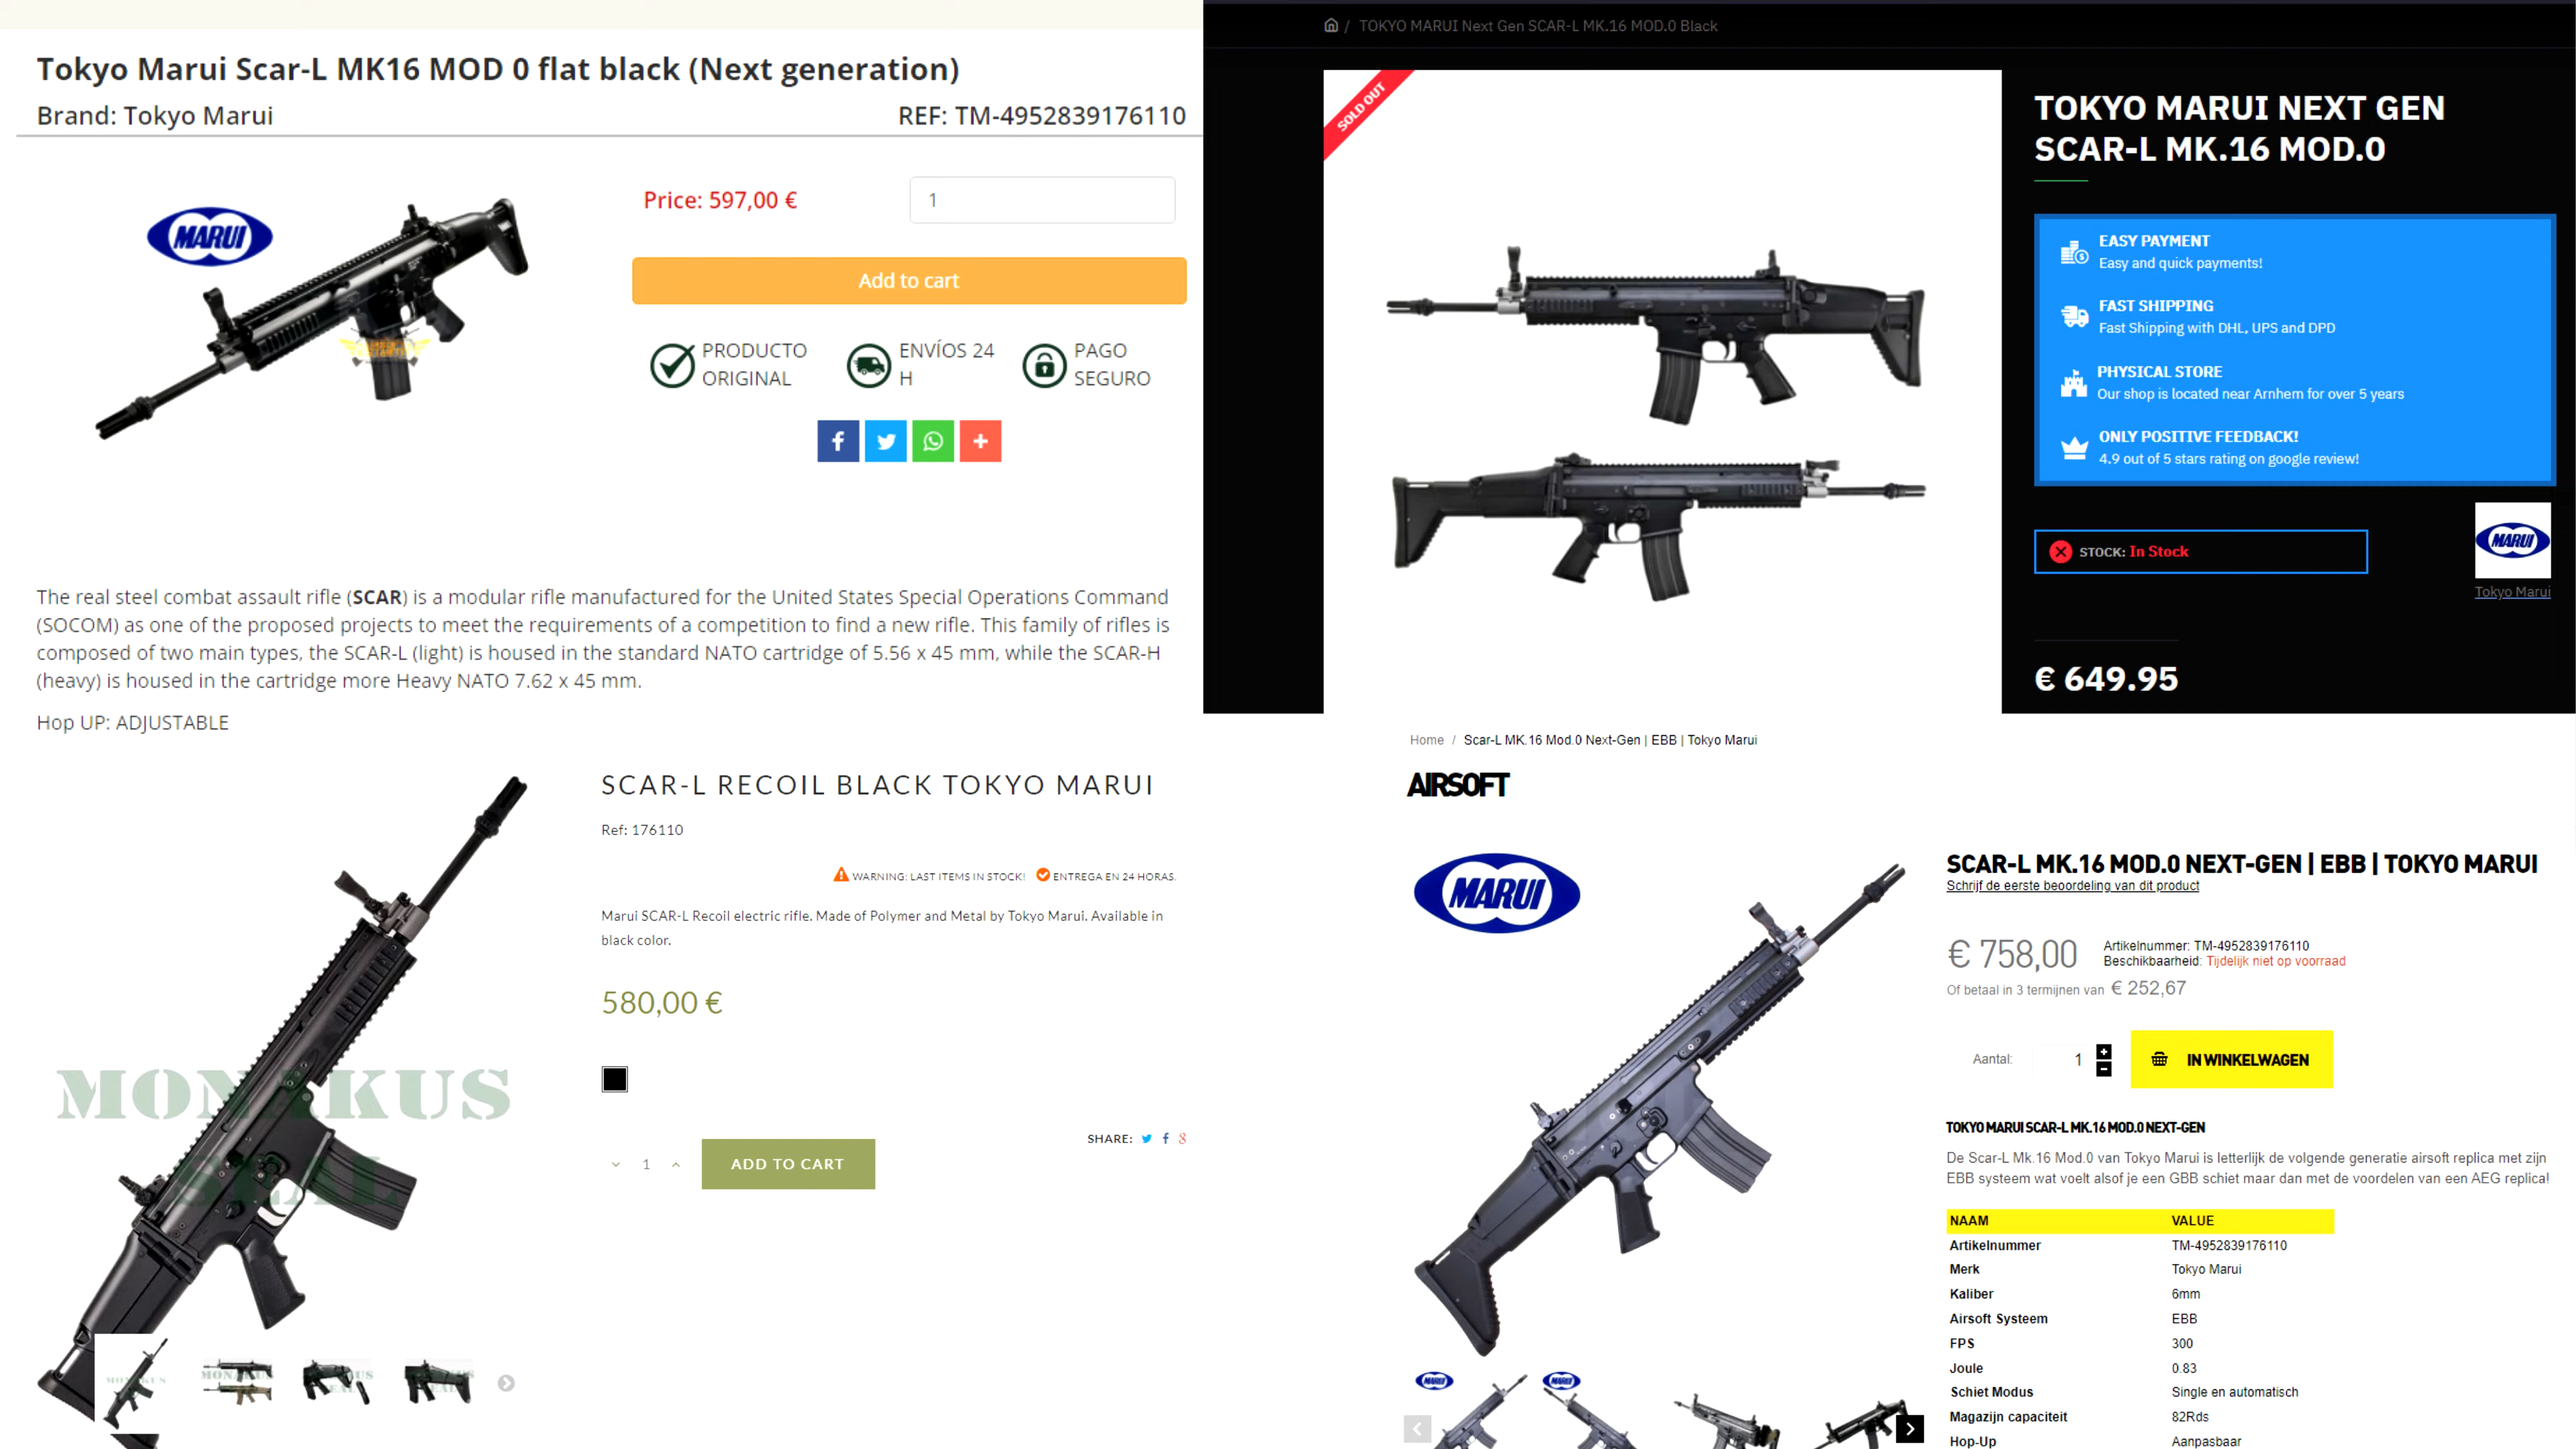 Tokyo Marui Scar-L MK16 MOD 0 flat black (Next generation)
Brand: Tokyo Marui
REF: TM-4952839176110
MARUI
Price: 597,00 €
1
Add to cart
PRODUCTO
ORIGINAL
ENVÍOS 24
H
PAGO
SEGURO
The real steel combat assault rifle (SCAR) is a modular rifle manufactured for the United States Special Operations Command
(SOCOM) as one of the proposed projects to meet the requirements of a competition to find a new rifle. This family of rifles is
composed of two main types, the SCAR-L (light) is housed in the standard NATO cartridge of 5.56 x 45 mm, while the SCAR-H
(heavy) is housed in the cartridge more Heavy NATO 7.62 x 45 mm.
Hop UP: ADJUSTABLE
/ TOKYO MARUI Next Gen SCAR-L MK.16 MOD.0 Black
SOLD OUT
TOKYO MARUI NEXT GEN
SCAR-L MK.16 MOD.0
EASY PAYMENT
Easy and quick payments!
FAST SHIPPING
Fast Shipping with DHL, UPS and DPD
PHYSICAL STORE
Our shop is located near Arnhem for over 5 years
ONLY POSITIVE FEEDBACK!
4.9 out of 5 stars rating on google review!
STOCK: In Stock
MARUI
Tokyo Marui
€ 649.95
SCAR-L RECOIL BLACK TOKYO MARUI
Ref: 176110
WARNING: LAST ITEMS IN STOCK!
ENTREGA EN 24 HORAS.
Marui SCAR-L Recoil electric rifle. Made of Polymer and Metal by Tokyo Marui. Available in
black color.
580,00 €
MONAKUS
SEAL
SHARE:
1
ADD TO CART
Home / Scar-L MK.16 Mod.0 Next-Gen | EBB | Tokyo Marui
AIRSOFT
MARUI
SCAR-L MK.16 MOD.0 NEXT-GEN | EBB | TOKYO MARUI
Schrijf de eerste beoordeling van dit product
€ 758,00
Artikelnummer: TM-4952839176110
Beschikbaarheid: Tijdelijk niet op voorraad
Of betaal in 3 termijnen van € 252,67
Aantal:
1
+
-
IN WINKELWAGEN
TOKYO MARUI SCAR-L MK.16 MOD.0 NEXT-GEN
De Scar-L Mk.16 Mod.0 van Tokyo Marui is letterlijk de volgende generatie airsoft replica met zijn
EBB systeem wat voelt alsof je een GBB schiet maar dan met de voordelen van een AEG replica!
NAAM VALUE
Artikelnummer TM-4952839176110
Merk Tokyo Marui
Kaliber 6mm
Airsoft Systeem EBB
FPS 300
Joule 0.83
Schiet Modus Single en automatisch
Magazijn capaciteit 82Rds
Hop-Up Aanpasbaar
MARUI
MARUI